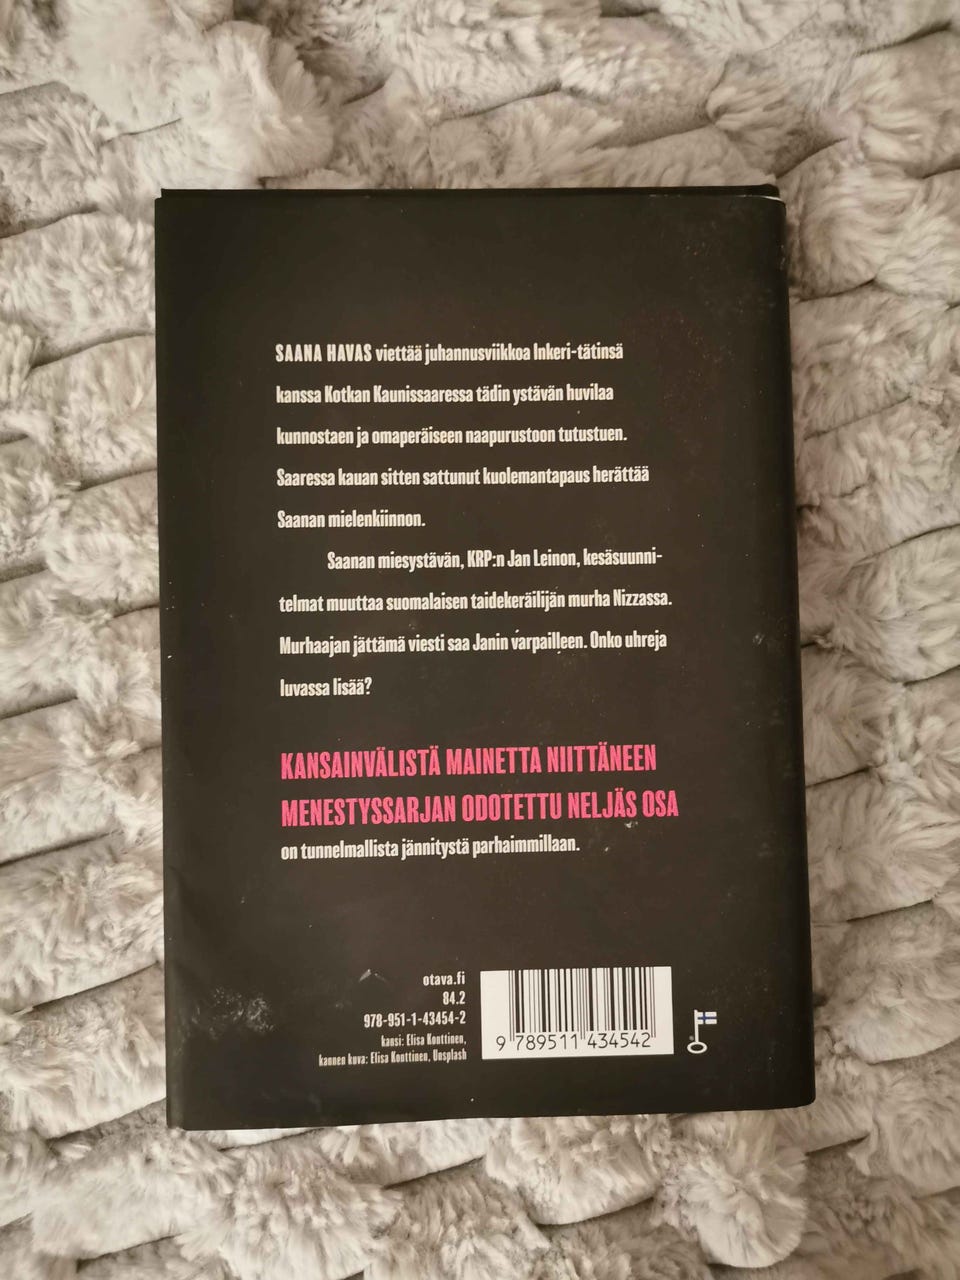 SAANA HAVAS viettää juhannusviikkoa Inkeri-tätinsä
kanssa Kotkan Kaunissaaressa tädin ystävän huvilaa
kunnostaen ja omaperäiseen naapurustoon tutustuen.
Saaressa kauan sitten sattunut kuolemantapaus herättää
Saanan mielenkiinnon.
Saanan miesystävän, KRP:n Jan Leinon, kesäsuunni-
telmat muuttaa suomalaisen taidekeräilijän murha Nizzassa.
Murhaajan jättämä viesti saa Janin varpailleen. Onko uhreja
luvassa lisää?
KANSAINVÄLISTÄ MAINETTA NIITTÄNEEN
MENESTYSSARJAN ODOTETTU NELJÄS OSA
on tunnelmallista jännitystä parhaimmillaan.
otava.fi
84.2
978-951-1-43454-2
kansi: Elisa Konttinen,
kannen kuva: Elisa Konttinen, Unsplash
9 789511 434542